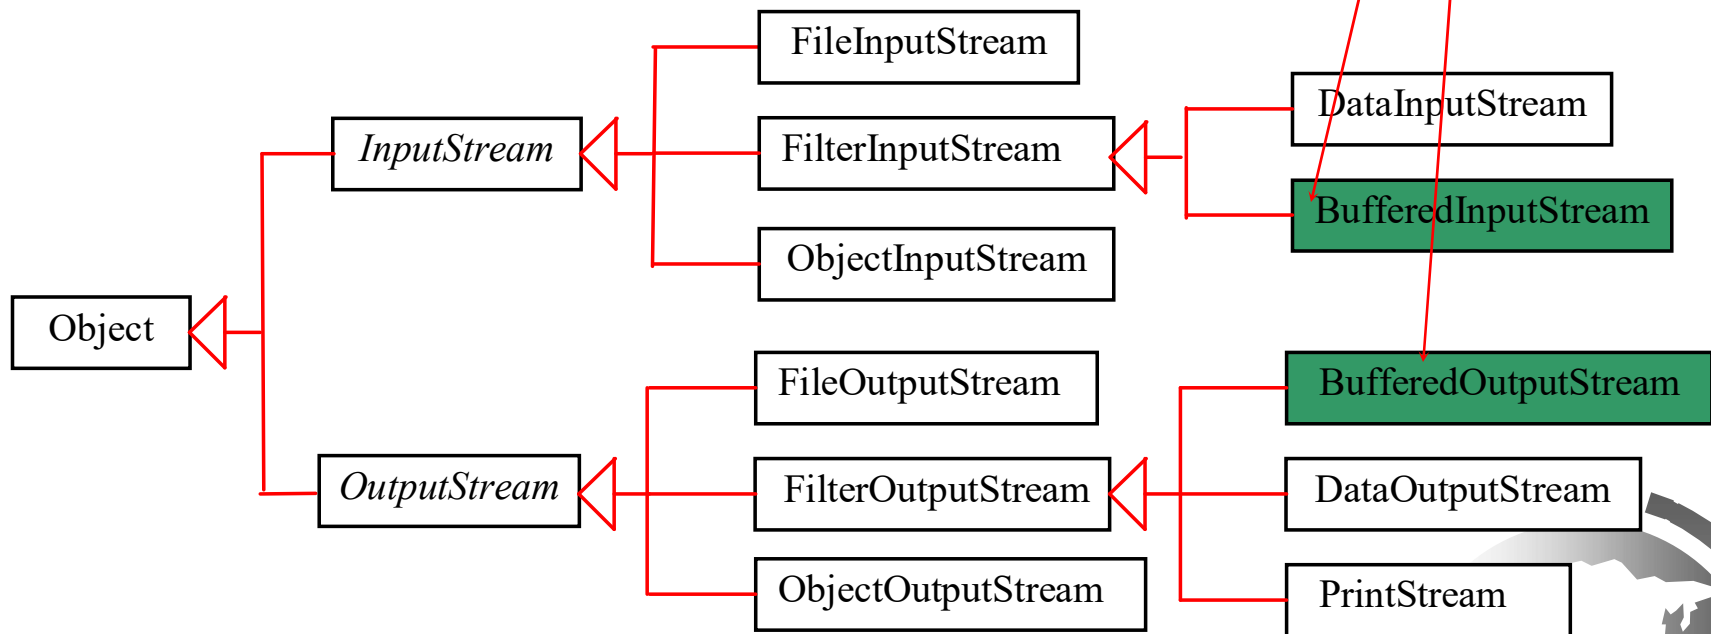 FileInputStream
DataInputStream
InputStream
FilterInputStream
BufferedInputStream
ObjectInputStream
Object
FileOutputStream
BufferedOutputStream
OutputStream
FilterOutputStream
DataOutputStream
ObjectOutputStream
PrintStream